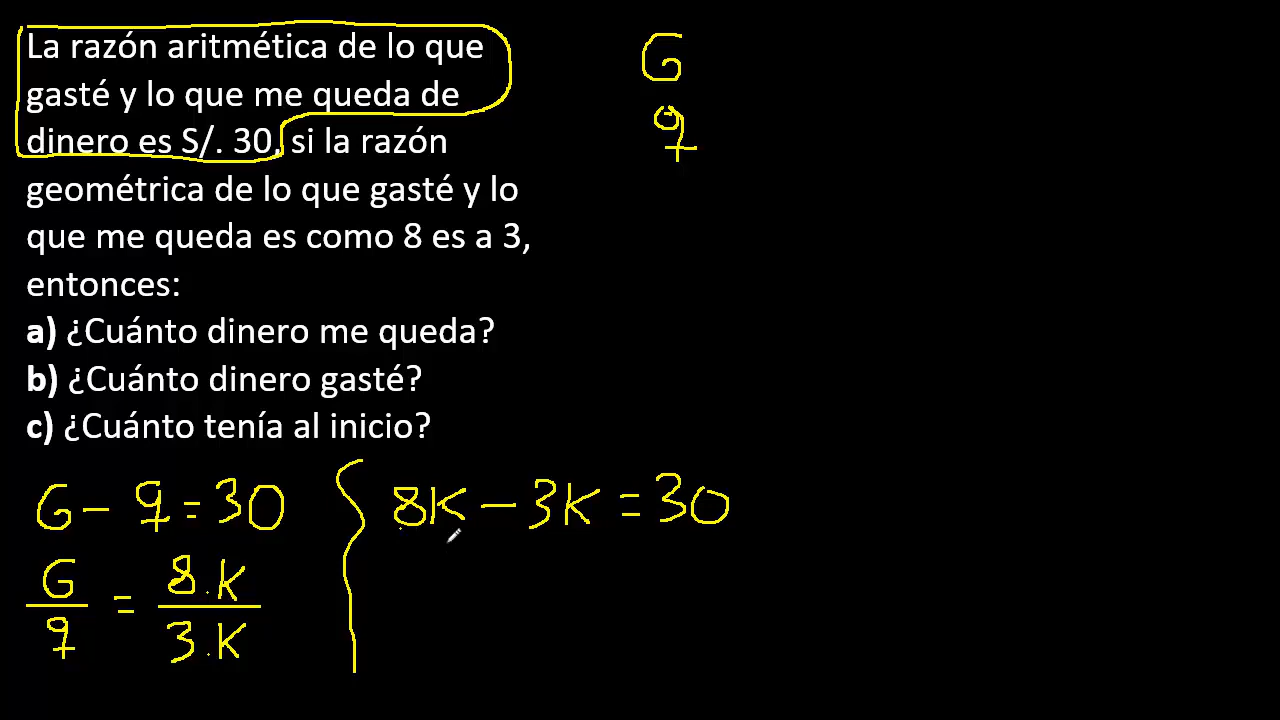 La razón aritmética de lo que
gasté y lo que me queda de
dinero es S/. 30, si la razón
geométrica de lo que gasté y lo
que me queda es como 8 es a 3,
entonces:
a) ¿Cuánto dinero me queda?
b) ¿Cuánto dinero gasté?
c) ¿Cuánto tenía al inicio?
G
q
G - q = 30
G/q = 8.K/3.K
8K - 3K = 30